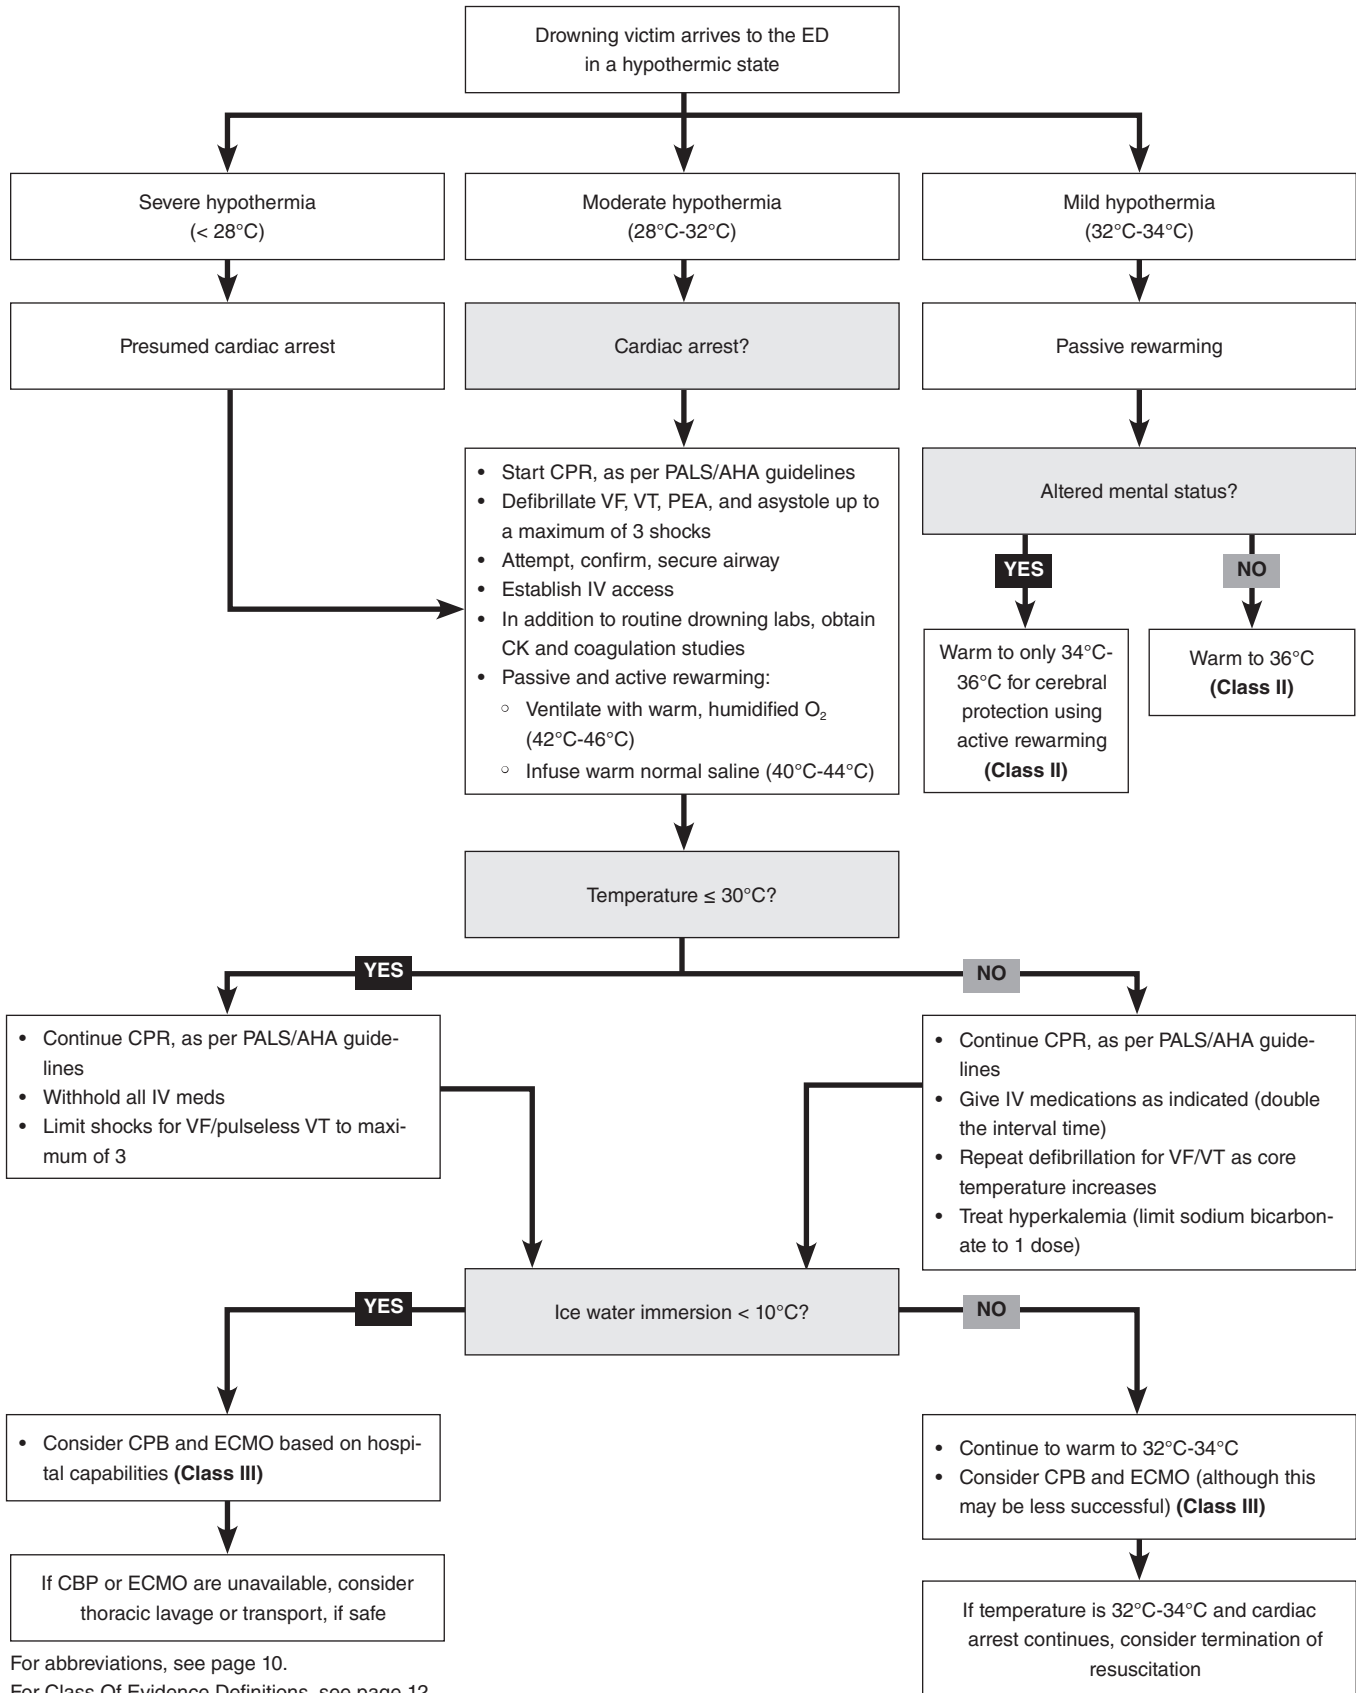 Drowning victim arrives to the ED
in a hypothermic state
Severe hypothermia
(< 28°C)
Moderate hypothermia
(28°C-32°C)
Mild hypothermia
(32°C-34°C)
Presumed cardiac arrest
Cardiac arrest?
Passive rewarming
• Start CPR, as per PALS/AHA guidelines
• Defibrillate VF, VT, PEA, and asystole up to
a maximum of 3 shocks
• Attempt, confirm, secure airway
• Establish IV access
• In addition to routine drowning labs, obtain
CK and coagulation studies
• Passive and active rewarming:
○ Ventilate with warm, humidified O₂
(42°C-46°C)
○ Infuse warm normal saline (40°C-44°C)
Altered mental status?
YES
NO
Warm to only 34°C-
36°C for cerebral
protection using
active rewarming
(Class II)
Warm to 36°C
(Class II)
Temperature ≤ 30°C?
YES
NO
• Continue CPR, as per PALS/AHA guide-
lines
• Withhold all IV meds
• Limit shocks for VF/pulseless VT to maxi-
mum of 3
• Continue CPR, as per PALS/AHA guide-
lines
• Give IV medications as indicated (double
the interval time)
• Repeat defibrillation for VF/VT as core
temperature increases
• Treat hyperkalemia (limit sodium bicarbon-
ate to 1 dose)
Ice water immersion < 10°C?
YES
NO
• Consider CPB and ECMO based on hospi-
tal capabilities (Class III)
• Continue to warm to 32°C-34°C
• Consider CPB and ECMO (although this
may be less successful) (Class III)
If CBP or ECMO are unavailable, consider
thoracic lavage or transport, if safe
If temperature is 32°C-34°C and cardiac
arrest continues, consider termination of
resuscitation
For abbreviations, see page 10.
For Class Of Evidence Definitions, see page 12.